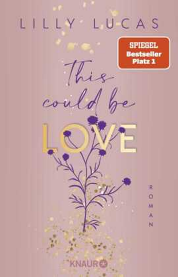 LILLY LUCAS
SPIEGEL
Bestseller
Platz 1
This
could be
LOVE
ROMAN
KNAUR